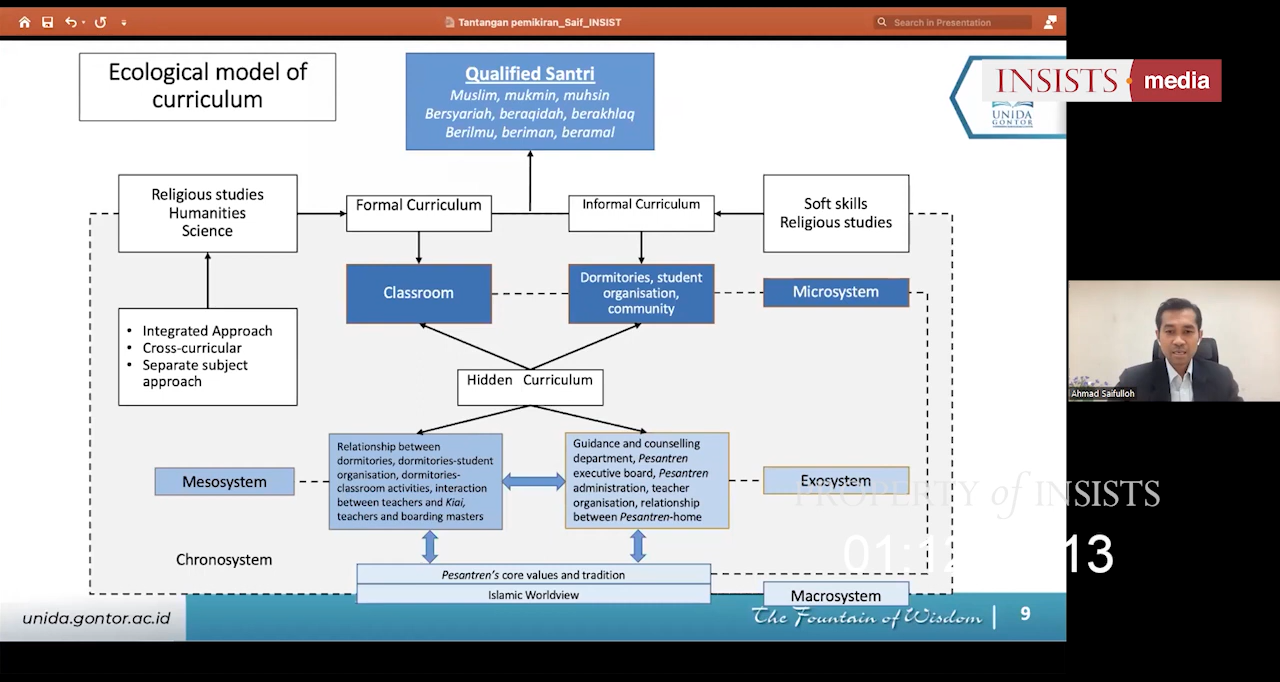 Tantangan pemikiran_Saif_INSIST
Search in Presentation
INSISTS media
Ecological model of
curriculum
Qualified Santri
Muslim, mukmin, muhsin
Bersyariah, beraqidah, berakhlaq
Berilmu, beriman, beramal
UNIDA
GONTOR
Religious studies
Humanities
Science
Formal Curriculum
Informal Curriculum
Soft skills
Religious studies
Classroom
Dormitories, student
organisation,
community
Microsystem
• Integrated Approach
• Cross-curricular
• Separate subject
approach
Hidden Curriculum
Ahmad Saifulloh
Mesosystem
Relationship between
dormitories, dormitories-student
organisation, dormitories-
classroom activities, interaction
between teachers and Kiai,
teachers and boarding masters
Guidance and counselling
department, Pesantren
executive board, Pesantren
administration, teacher
organisation, relationship
between Pesantren-home
Exosystem
PROPERTY of INSISTS
Chronosystem
Pesantren's core values and tradition
Islamic Worldview
Macrosystem
unida.gontor.ac.id
The Fountain of Wisdom | 9